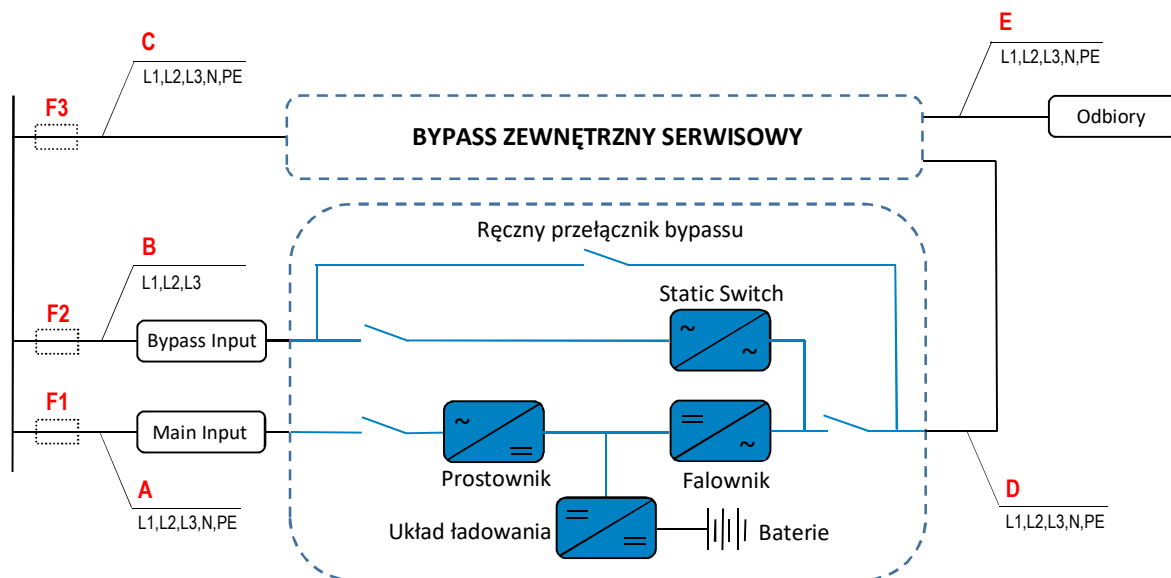 C
L1,L2,L3,N,PE
E
L1,L2,L3,N,PE
F3
BYPASS ZEWNĘTRZNY SERWISOWY
Odbiory
Ręczny przełącznik bypassu
B
L1,L2,L3
Static Switch
F2
Bypass Input
~
~
F1
Main Input
~
=
=
~
Prostownik
Falownik
A
L1,L2,L3,N,PE
D
L1,L2,L3,N,PE
Układ ładowania
=
=
Baterie